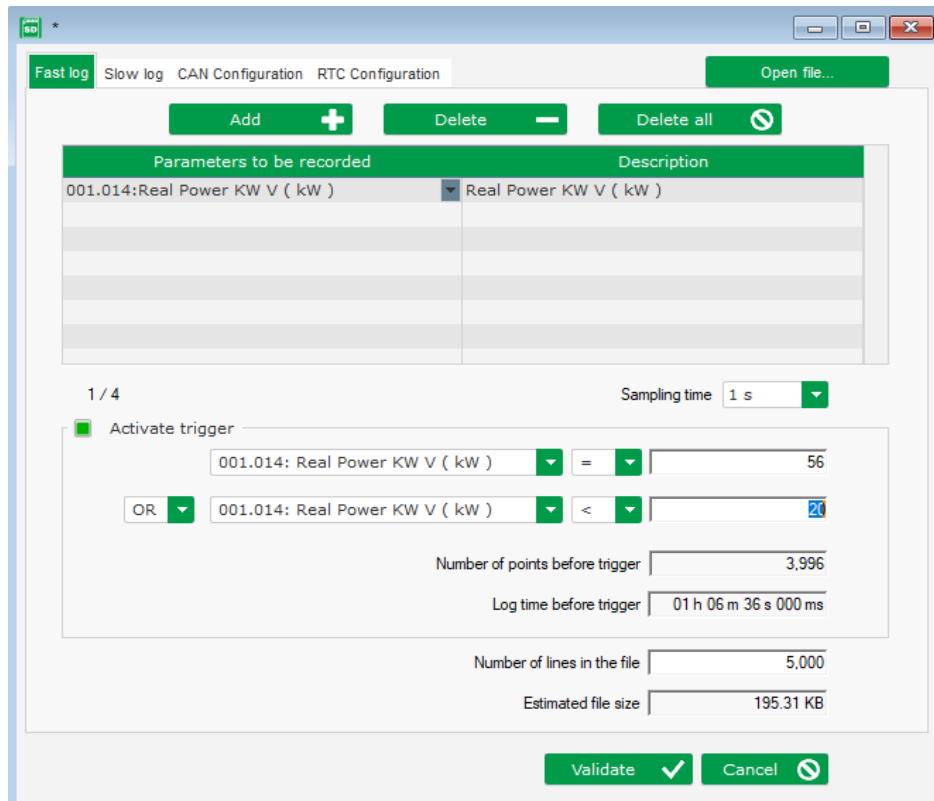 SD *
Fast log Slow log CAN Configuration RTC Configuration Open file...
Add Delete Delete all
Parameters to be recorded Description
001.014:Real Power KW V ( kW ) Real Power KW V ( kW )
1 / 4 Sampling time 1 s
Activate trigger
001.014: Real Power KW V ( kW ) = 56
OR 001.014: Real Power KW V ( kW ) < 20
Number of points before trigger 3,996
Log time before trigger 01 h 06 m 36 s 000 ms
Number of lines in the file 5,000
Estimated file size 195.31 KB
Validate Cancel